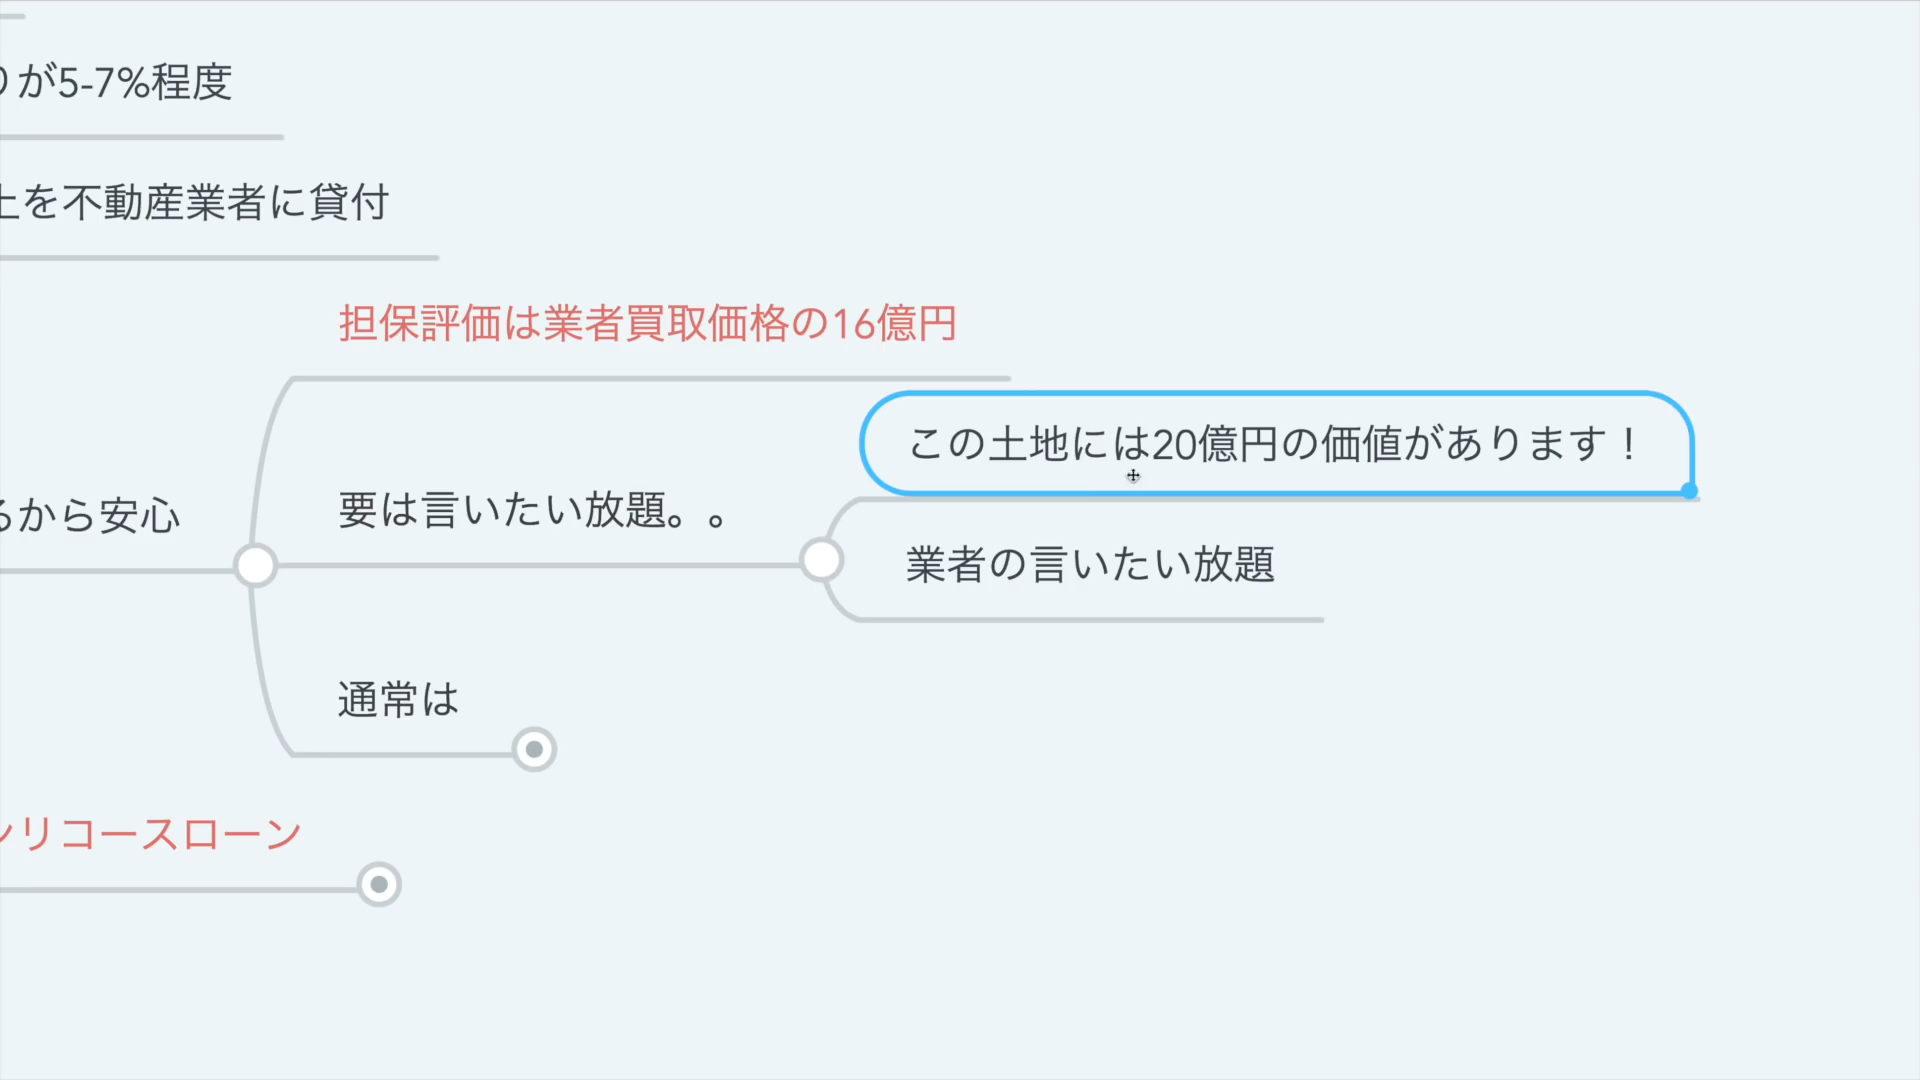 が5-7%程度
を不動産業者に貸付
担保評価は業者買取価格の16億円
この土地には20億円の価値があります！
るから安心
要は言いたい放題。。
業者の言いたい放題
通常は
ンリコースローン